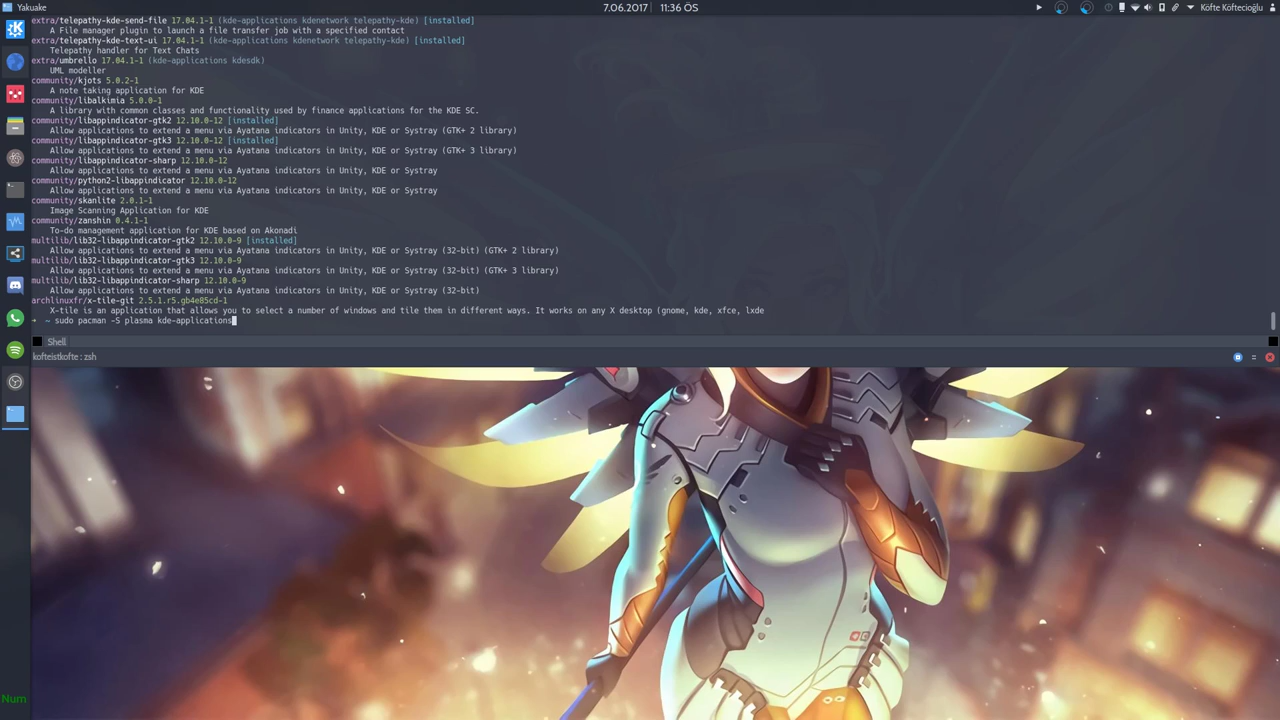 Yakuake
7.06.2017 11:36 ÖS
Köfte Köftecioğlu
extra/telepathy-kde-send-file 17.04.1-1 (kde-applications kdenetwork telepathy-kde) [installed]
A File manager plugin to launch a file transfer job with a specified contact
extra/telepathy-kde-text-ui 17.04.1-1 (kde-applications kdenetwork telepathy-kde) [installed]
Telepathy handler for Text Chats
extra/umbrello 17.04.1-1 (kde-applications kdesdk)
UML modeller
community/kjots 5.0.2-1
A note taking application for KDE
community/libalkimia 5.0.0-1
A library with common classes and functionality used by finance applications for the KDE SC.
community/libappindicator-gtk2 12.10.0-12 [installed]
Allow applications to extend a menu via Ayatana indicators in Unity, KDE or Systray (GTK+ 2 library)
community/libappindicator-gtk3 12.10.0-12 [installed]
Allow applications to extend a menu via Ayatana indicators in Unity, KDE or Systray (GTK+ 3 library)
community/libappindicator-sharp 12.10.0-12
Allow applications to extend a menu via Ayatana indicators in Unity, KDE or Systray
community/python2-libappindicator 12.10.0-12
Allow applications to extend a menu via Ayatana indicators in Unity, KDE or Systray
community/skanlite 2.0.1-1
Image Scanning Application for KDE
community/zanshin 0.4.1-1
To-do management application for KDE based on Akonadi
multilib/lib32-libappindicator-gtk2 12.10.0-9 [installed]
Allow applications to extend a menu via Ayatana indicators in Unity, KDE or Systray (32-bit) (GTK+ 2 library)
multilib/lib32-libappindicator-gtk3 12.10.0-9
Allow applications to extend a menu via Ayatana indicators in Unity, KDE or Systray (32-bit) (GTK+ 3 library)
multilib/lib32-libappindicator-sharp 12.10.0-9
Allow applications to extend a menu via Ayatana indicators in Unity, KDE or Systray (32-bit)
archlinuxfr/x-tile-git 2.5.1.r5.gb4e85cd-1
X-tile is an application that allows you to select a number of windows and tile them in different ways. It works on any X desktop (gnome, kde, xfce, lxde
➜ ~ sudo pacman -S plasma kde-applications
Shell
kofteistkofte : zsh
Num